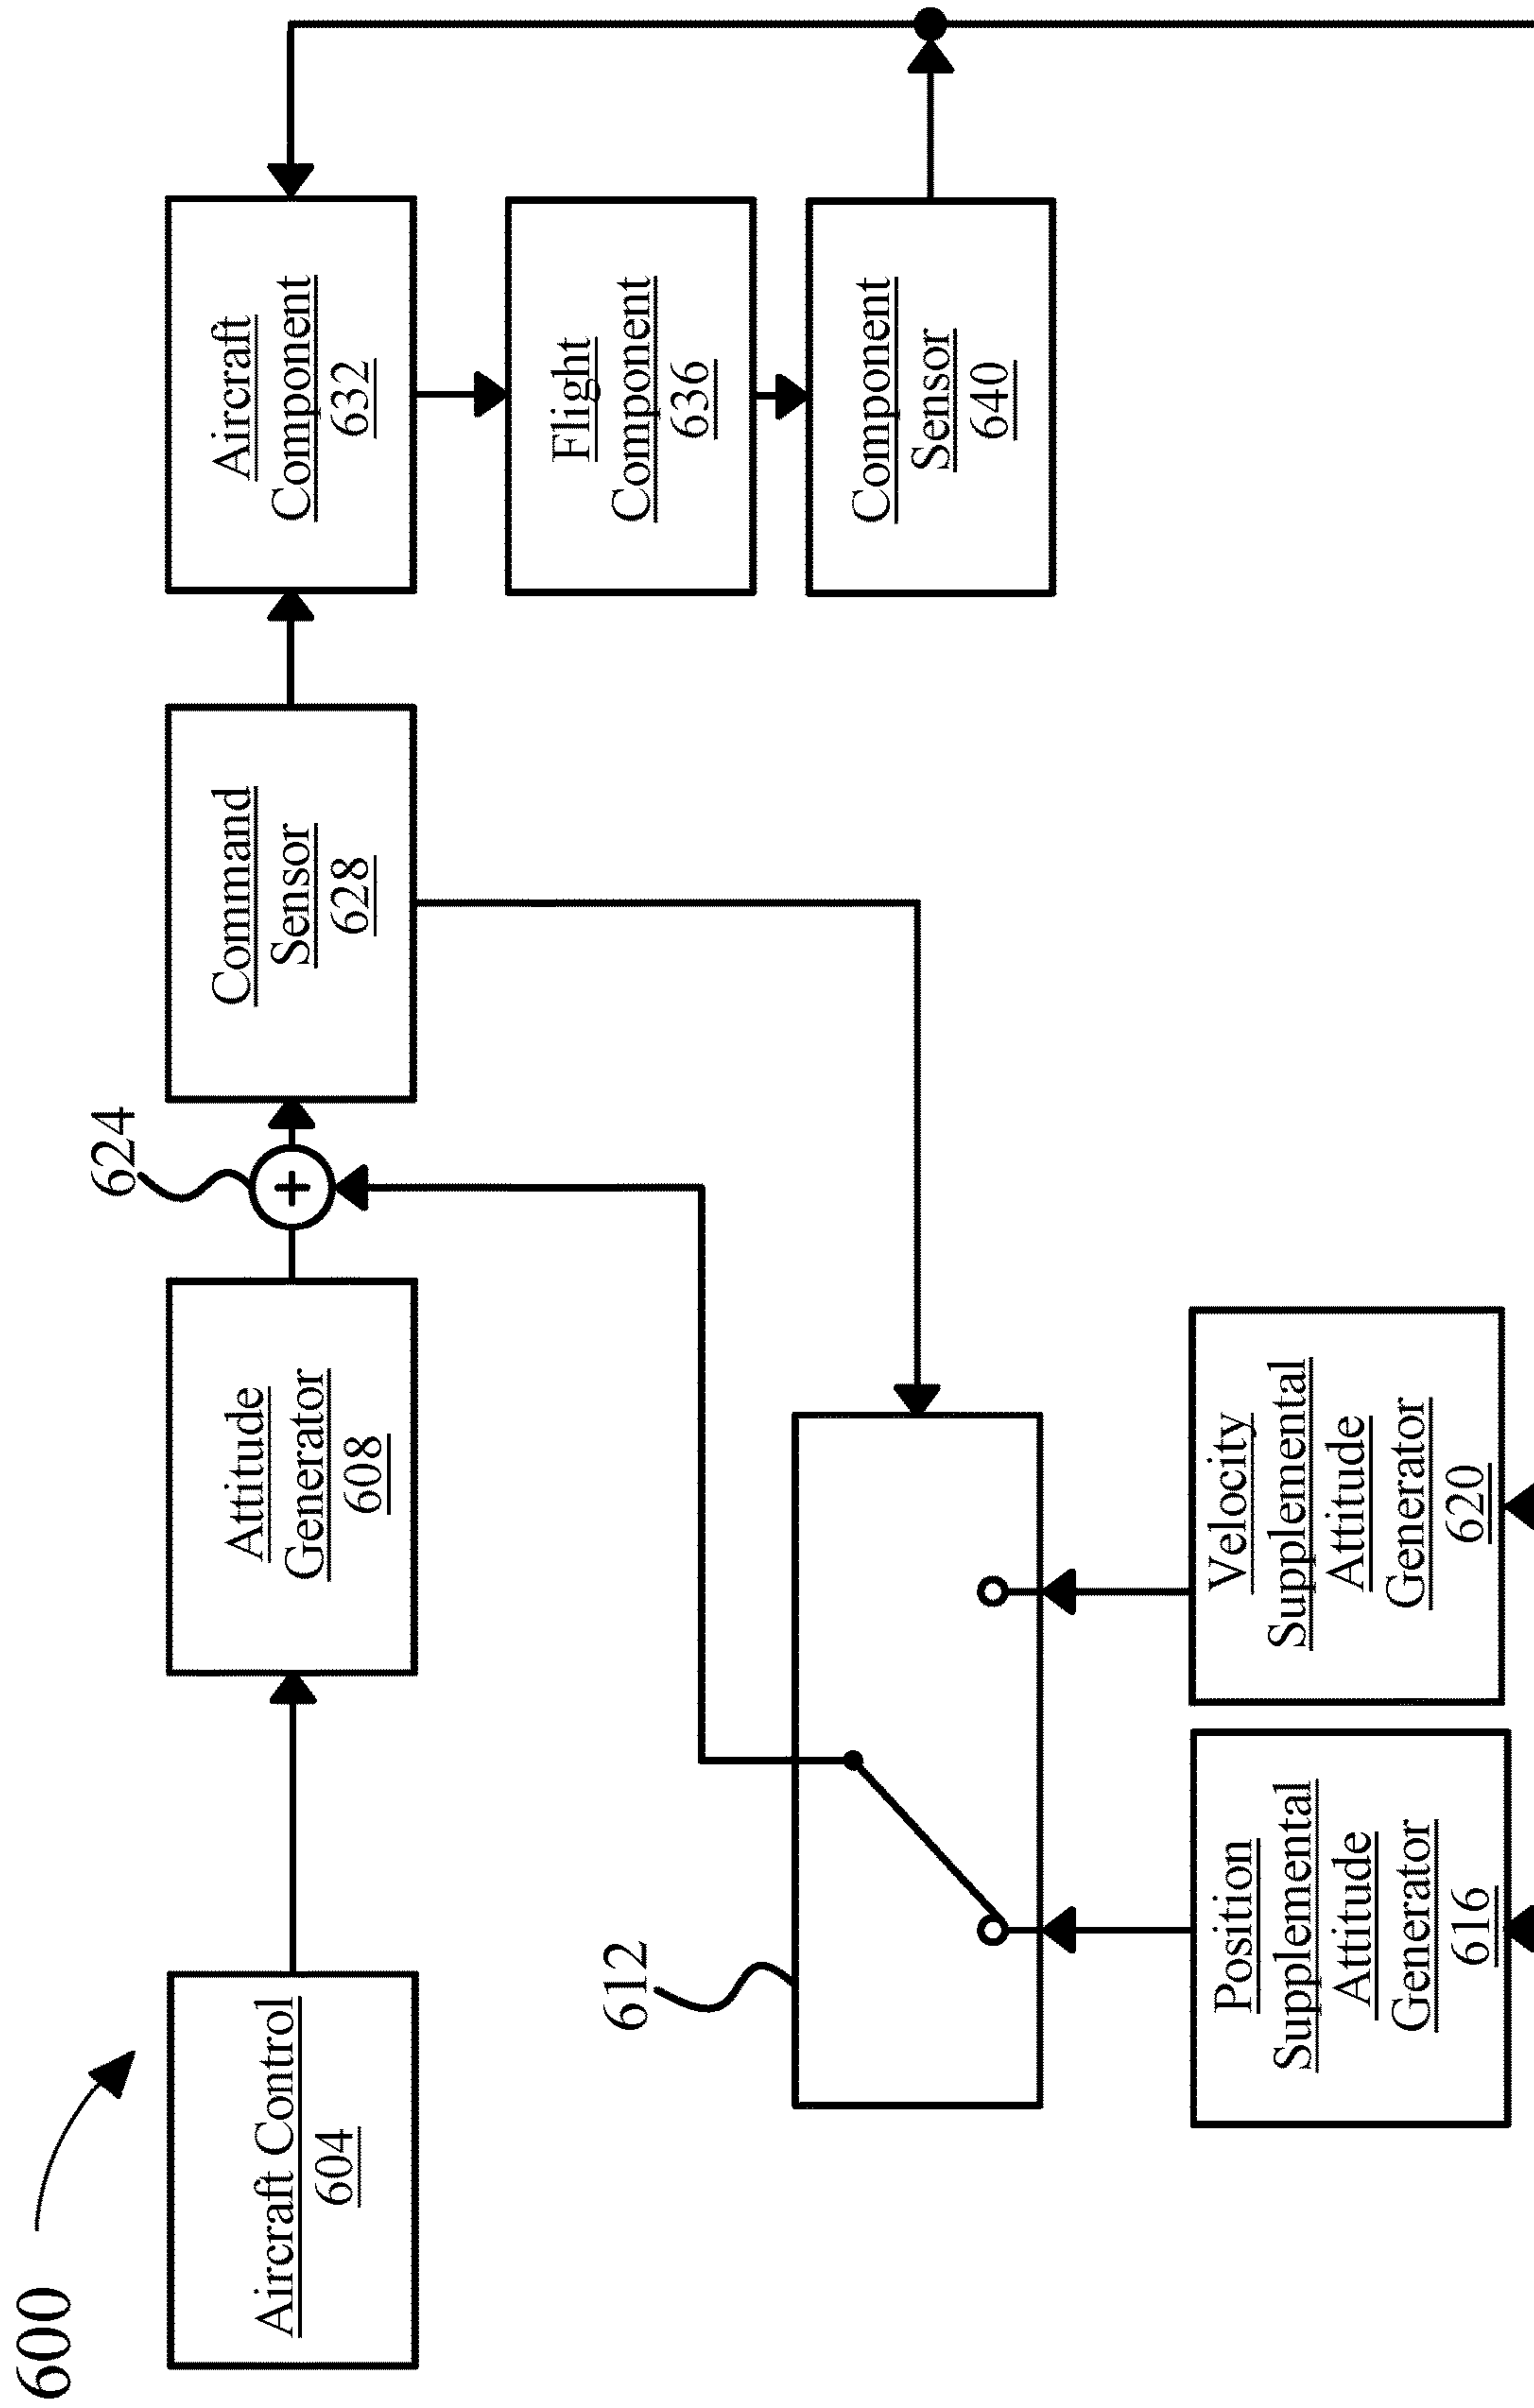 600
Aircraft Control
604
Attitude
Generator
608
624
+
Command
Sensor
628
Aircraft
Component
632
Flight
Component
636
Component
Sensor
640
612
Position
Supplemental
Attitude
Generator
616
Velocity
Supplemental
Attitude
Generator
620